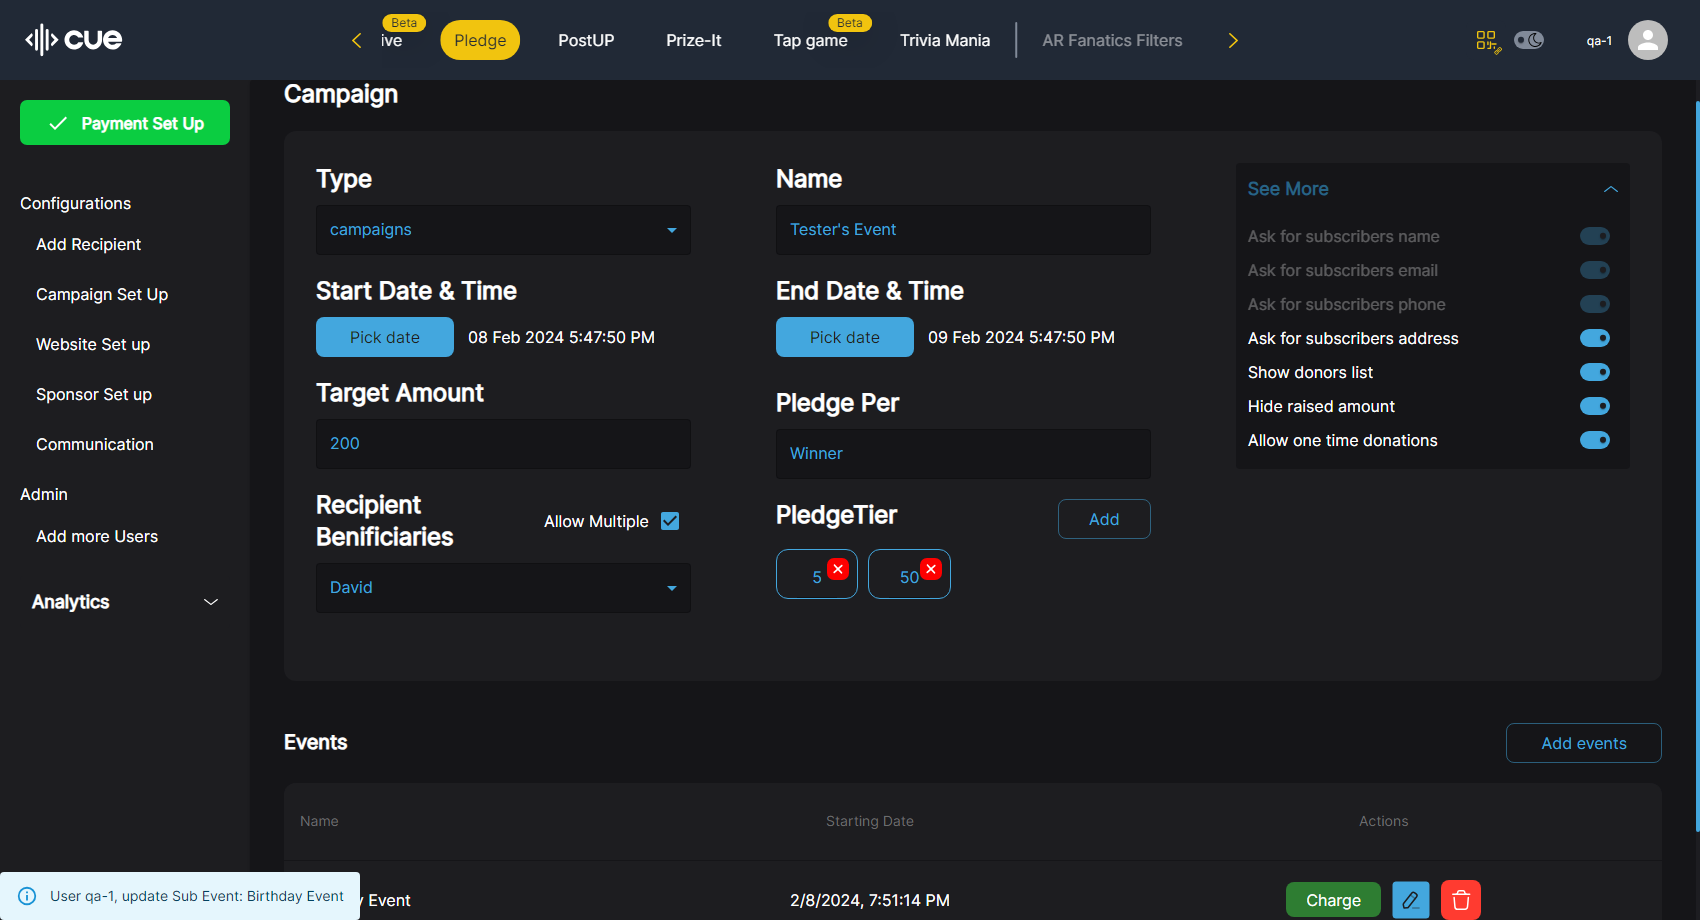 cue
ive
Beta
Pledge
PostUP
Prize-It
Tap game
Beta
Trivia Mania
AR Fanatics Filters
qa-1
Payment Set Up
Configurations
Add Recipient
Campaign Set Up
Website Set up
Sponsor Set up
Communication
Admin
Add more Users
Analytics
Campaign
Type
campaigns
Name
Tester's Event
Start Date & Time
Pick date 08 Feb 2024 5:47:50 PM
End Date & Time
Pick date 09 Feb 2024 5:47:50 PM
Target Amount
200
Pledge Per
Winner
Recipient
Benificiaries
Allow Multiple
David
PledgeTier
Add
5
50
See More
Ask for subscribers name
Ask for subscribers email
Ask for subscribers phone
Ask for subscribers address
Show donors list
Hide raised amount
Allow one time donations
Events
Add events
Name Starting Date Actions
y Event 2/8/2024, 7:51:14 PM Charge
User qa-1, update Sub Event: Birthday Event